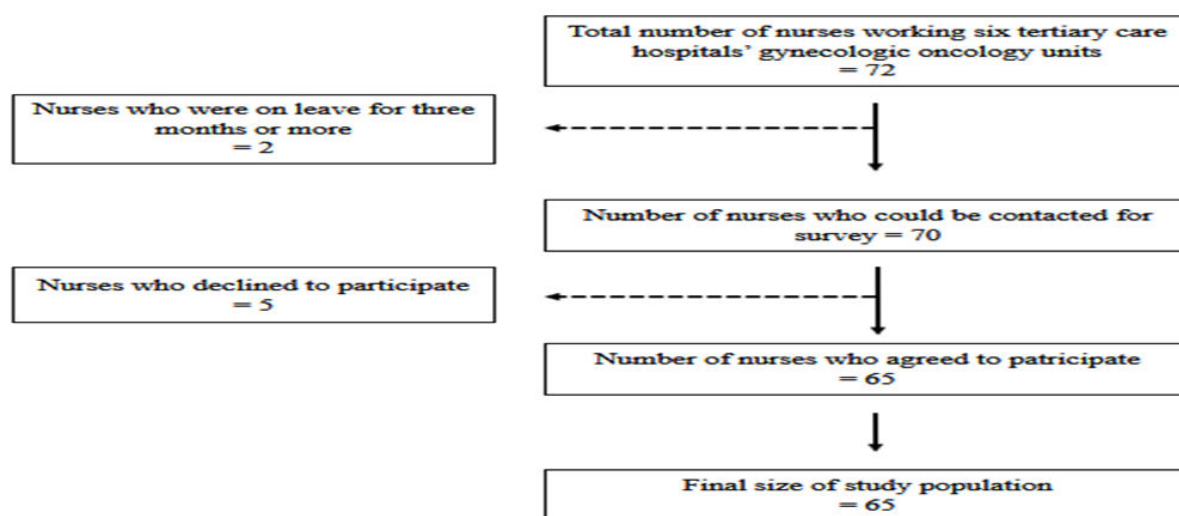 Total number of nurses working six tertiary care
hospitals' gynecologic oncology units
= 72
Nurses who were on leave for three
months or more
= 2
Number of nurses who could be contacted for
survey = 70
Nurses who declined to participate
= 5
Number of nurses who agreed to patricipate
= 65
Final size of study population
= 65